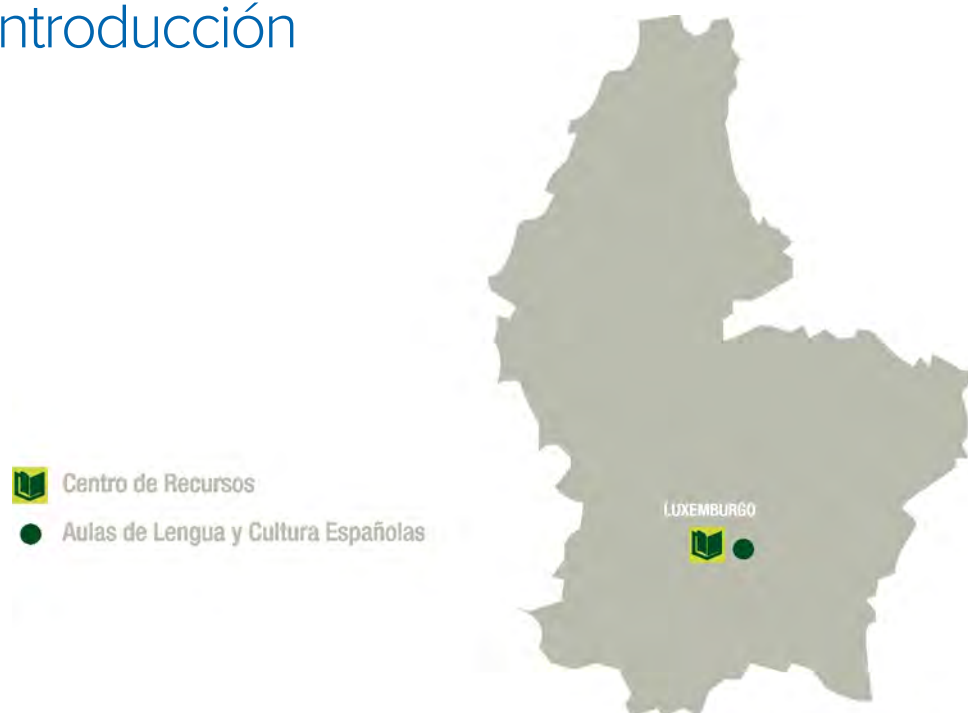 ntroducción
Centro de Recursos
Aulas de Lengua y Cultura Españolas
LUXEMBURGO